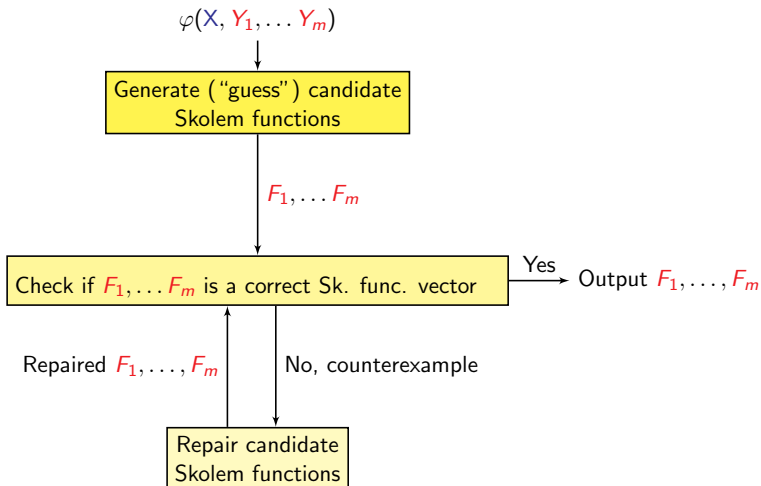 φ(X, Y₁, … Yₘ)
Generate (“guess”) candidate
Skolem functions
F₁, … Fₘ
Check if F₁, … Fₘ is a correct Sk. func. vector
Yes
Output F₁, …, Fₘ
Repaired F₁, …, Fₘ
No, counterexample
Repair candidate
Skolem functions